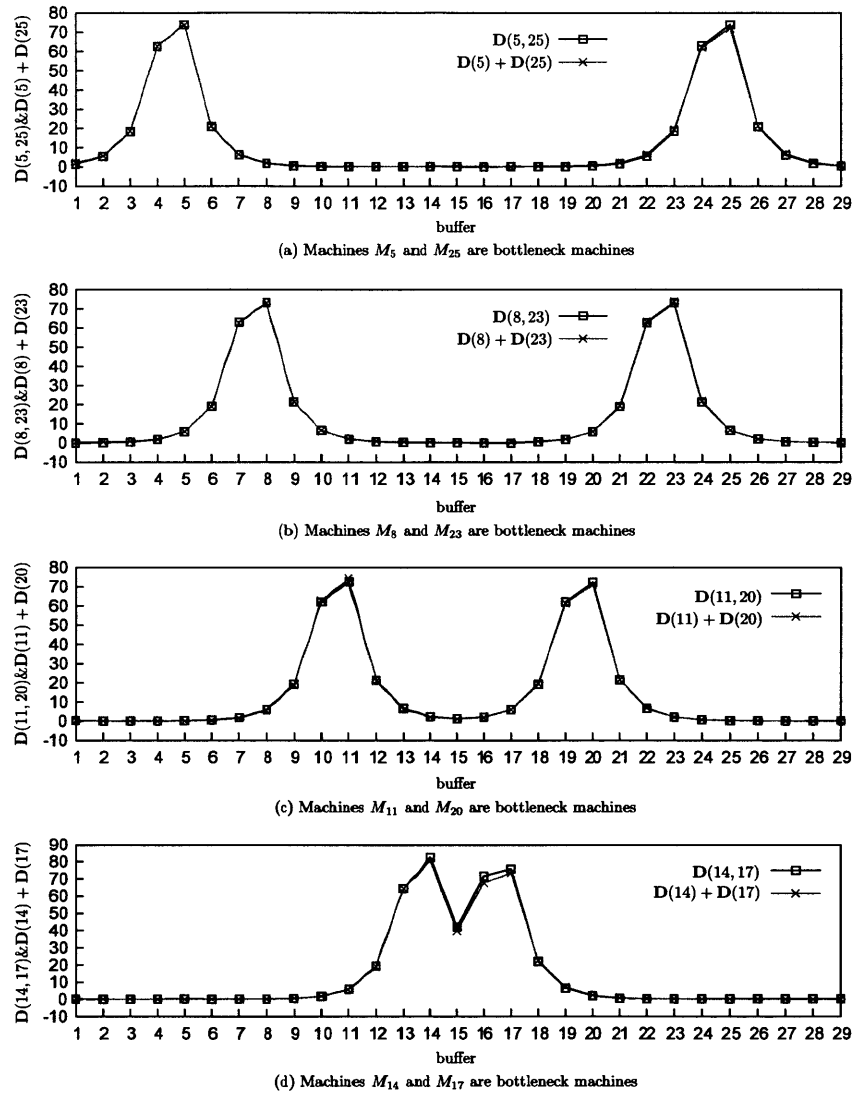 80
70
60
50
40
30
20
10
0
-10
D(5,25)&D(5) + D(25)
D(5,25)
D(5) + D(25)
1 2 3 4 5 6 7 8 9 10 11 12 13 14 15 16 17 18 19 20 21 22 23 24 25 26 27 28 29
buffer
(a) Machines M5 and M25 are bottleneck machines
80
70
60
50
40
30
20
10
0
-10
D(8,23)&D(8) + D(23)
D(8,23)
D(8) + D(23)
1 2 3 4 5 6 7 8 9 10 11 12 13 14 15 16 17 18 19 20 21 22 23 24 25 26 27 28 29
buffer
(b) Machines M8 and M23 are bottleneck machines
80
70
60
50
40
30
20
10
0
-10
D(11,20)&D(11) + D(20)
D(11,20)
D(11) + D(20)
1 2 3 4 5 6 7 8 9 10 11 12 13 14 15 16 17 18 19 20 21 22 23 24 25 26 27 28 29
buffer
(c) Machines M11 and M20 are bottleneck machines
90
80
70
60
50
40
30
20
10
0
-10
D(14,17)&D(14) + D(17)
D(14,17)
D(14) + D(17)
1 2 3 4 5 6 7 8 9 10 11 12 13 14 15 16 17 18 19 20 21 22 23 24 25 26 27 28 29
buffer
(d) Machines M14 and M17 are bottleneck machines